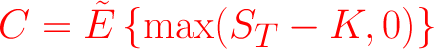 C = Ẽ {max(S_T − K, 0)}